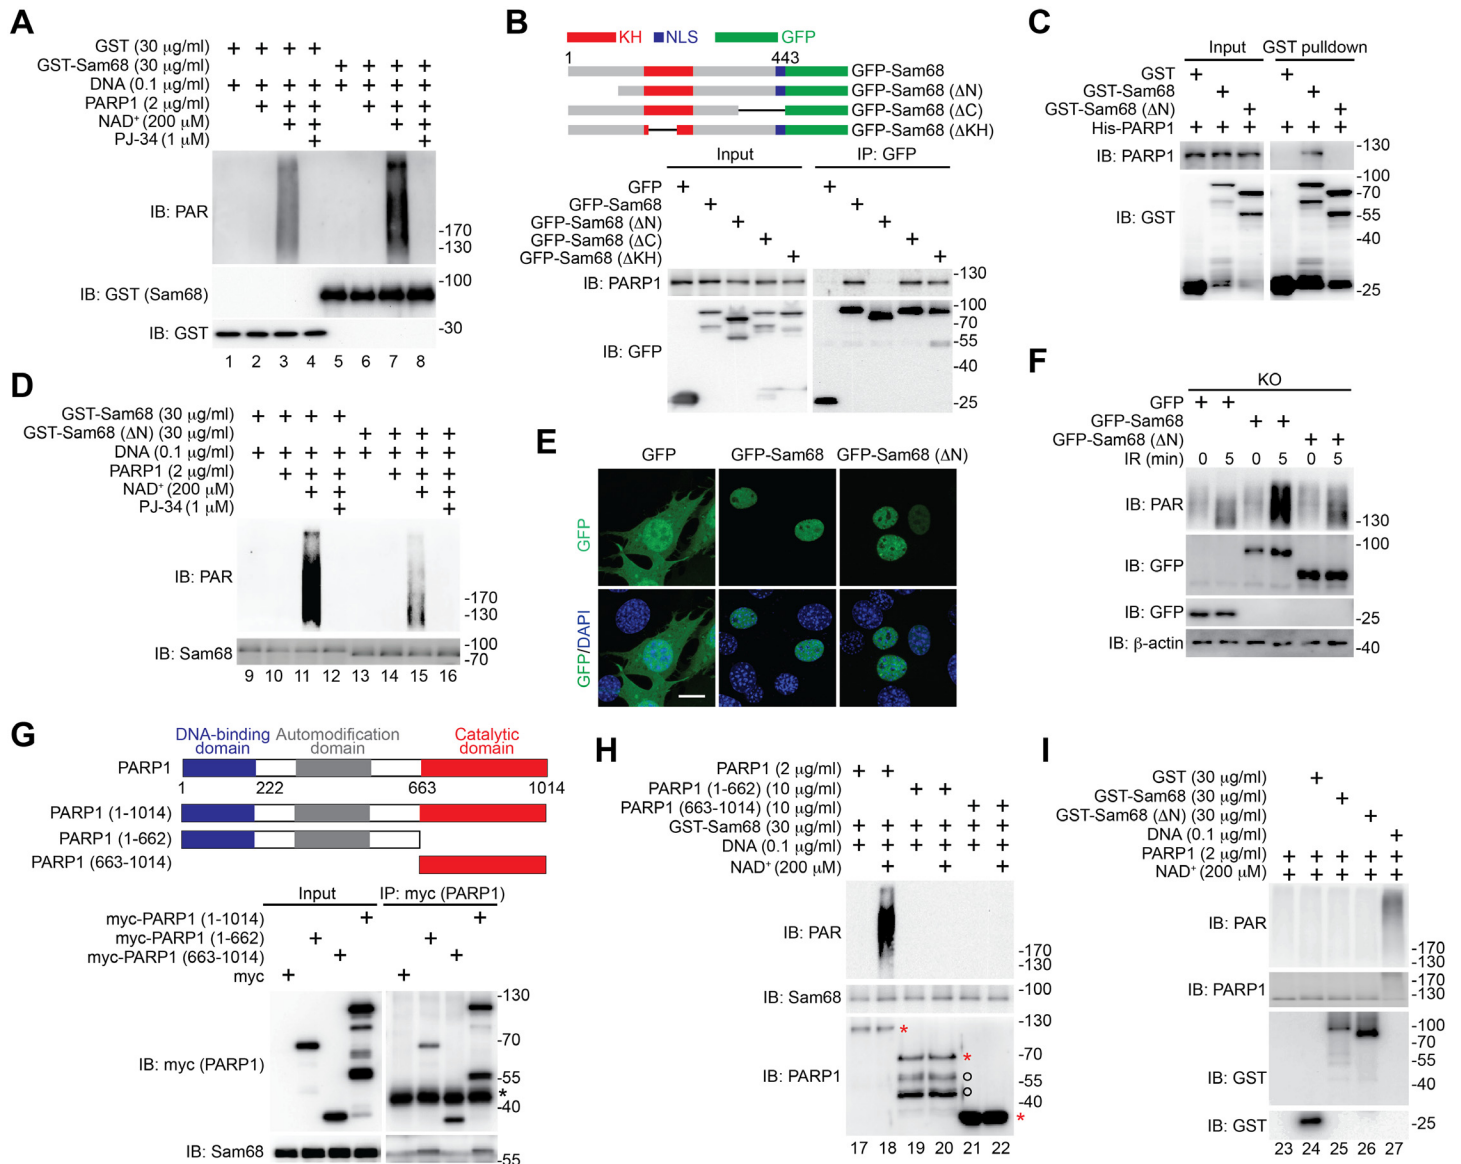 A
GST (30 μg/ml)
GST-Sam68 (30 μg/ml)
DNA (0.1 μg/ml)
PARP1 (2 μg/ml)
NAD⁺ (200 μM)
PJ-34 (1 μM)
IB: PAR
-170
-130
IB: GST (Sam68)
-100
IB: GST
-30
1 2 3 4 5 6 7 8
B
KH NLS GFP
1 443
GFP-Sam68
GFP-Sam68 (ΔN)
GFP-Sam68 (ΔC)
GFP-Sam68 (ΔKH)
Input IP: GFP
GFP
GFP-Sam68
GFP-Sam68 (ΔN)
GFP-Sam68 (ΔC)
GFP-Sam68 (ΔKH)
IB: PARP1
-130
IB: GFP
-100
-70
-55
-40
-25
C
Input GST pulldown
GST
GST-Sam68
GST-Sam68 (ΔN)
His-PARP1
IB: PARP1
-130
IB: GST
-100
-70
-55
-40
-25
D
GST-Sam68 (30 μg/ml)
GST-Sam68 (ΔN) (30 μg/ml)
DNA (0.1 μg/ml)
PARP1 (2 μg/ml)
NAD⁺ (200 μM)
PJ-34 (1 μM)
IB: PAR
-170
-130
IB: Sam68
-100
-70
9 10 11 12 13 14 15 16
E
GFP GFP-Sam68 GFP-Sam68 (ΔN)
GFP
GFP/DAPI
F
KO
GFP
GFP-Sam68
GFP-Sam68 (ΔN)
IR (min) 0 5 0 5 0 5
IB: PAR
-130
IB: GFP
-100
IB: GFP
-25
IB: β-actin
-40
G
DNA-binding domain
Automodification domain
Catalytic domain
PARP1
1 222 663 1014
PARP1 (1-1014)
PARP1 (1-662)
PARP1 (663-1014)
Input IP: myc (PARP1)
myc-PARP1 (1-1014)
myc-PARP1 (1-662)
myc-PARP1 (663-1014)
myc
IB: myc (PARP1)
-130
-70
-55
*
-40
IB: Sam68
-55
H
PARP1 (2 μg/ml)
PARP1 (1-662) (10 μg/ml)
PARP1 (663-1014) (10 μg/ml)
GST-Sam68 (30 μg/ml)
DNA (0.1 μg/ml)
NAD⁺ (200 μM)
IB: PAR
-170
-130
IB: Sam68
-100
IB: PARP1
-130
-70
-55
-40
17 18 19 20 21 22
I
GST (30 μg/ml)
GST-Sam68 (30 μg/ml)
GST-Sam68 (ΔN) (30 μg/ml)
DNA (0.1 μg/ml)
PARP1 (2 μg/ml)
NAD⁺ (200 μM)
IB: PAR
-170
-130
IB: PARP1
-170
-130
IB: GST
-100
-70
-55
-40
IB: GST
-25
23 24 25 26 27